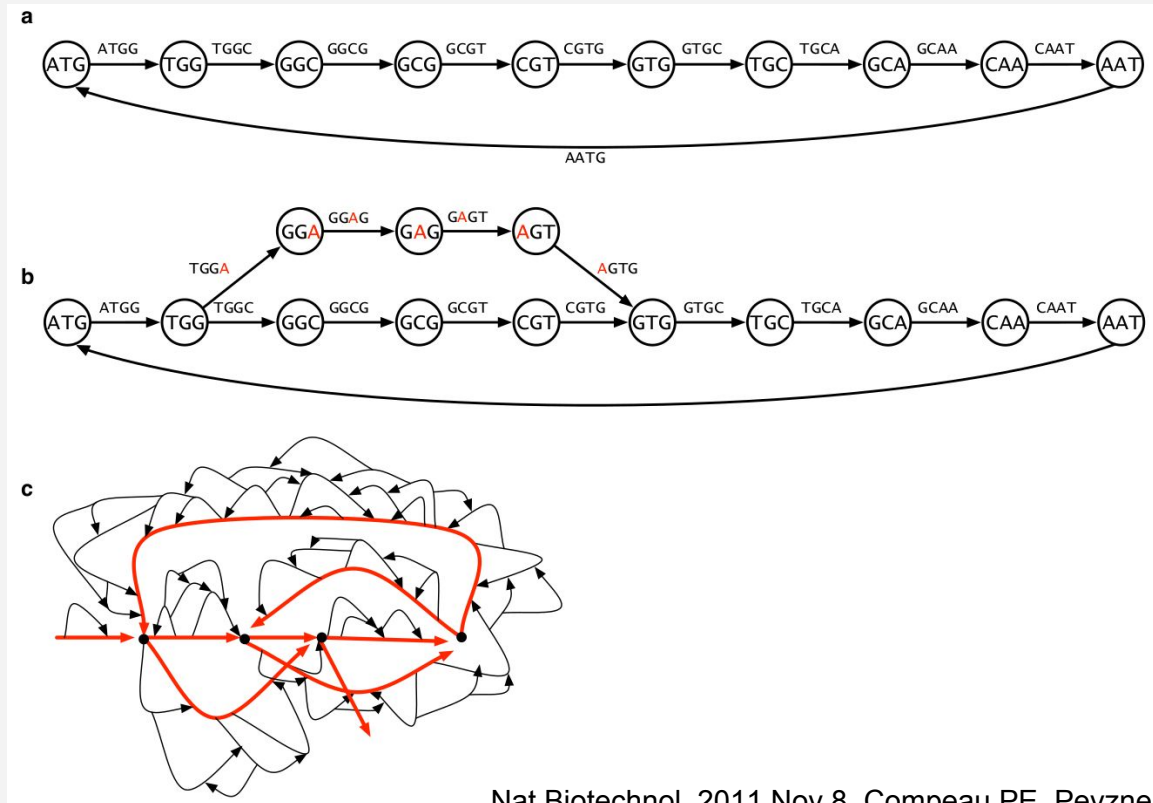 a
ATGG TGGC GGCG GCGT CGTG GTGC TGCA GCAA CAAT
ATG TGG GGC GCG CGT GTG TGC GCA CAA AAT
AATG
GGAG GAGT
GGA GAG AGT
TGGA AGTG
b
ATGG TGGC GGCG GCGT CGTG GTGC TGCA GCAA CAAT
ATG TGG GGC GCG CGT GTG TGC GCA CAA AAT
c
Nat Biotechnol. 2011 Nov 8. Compeau PE, Pevzne